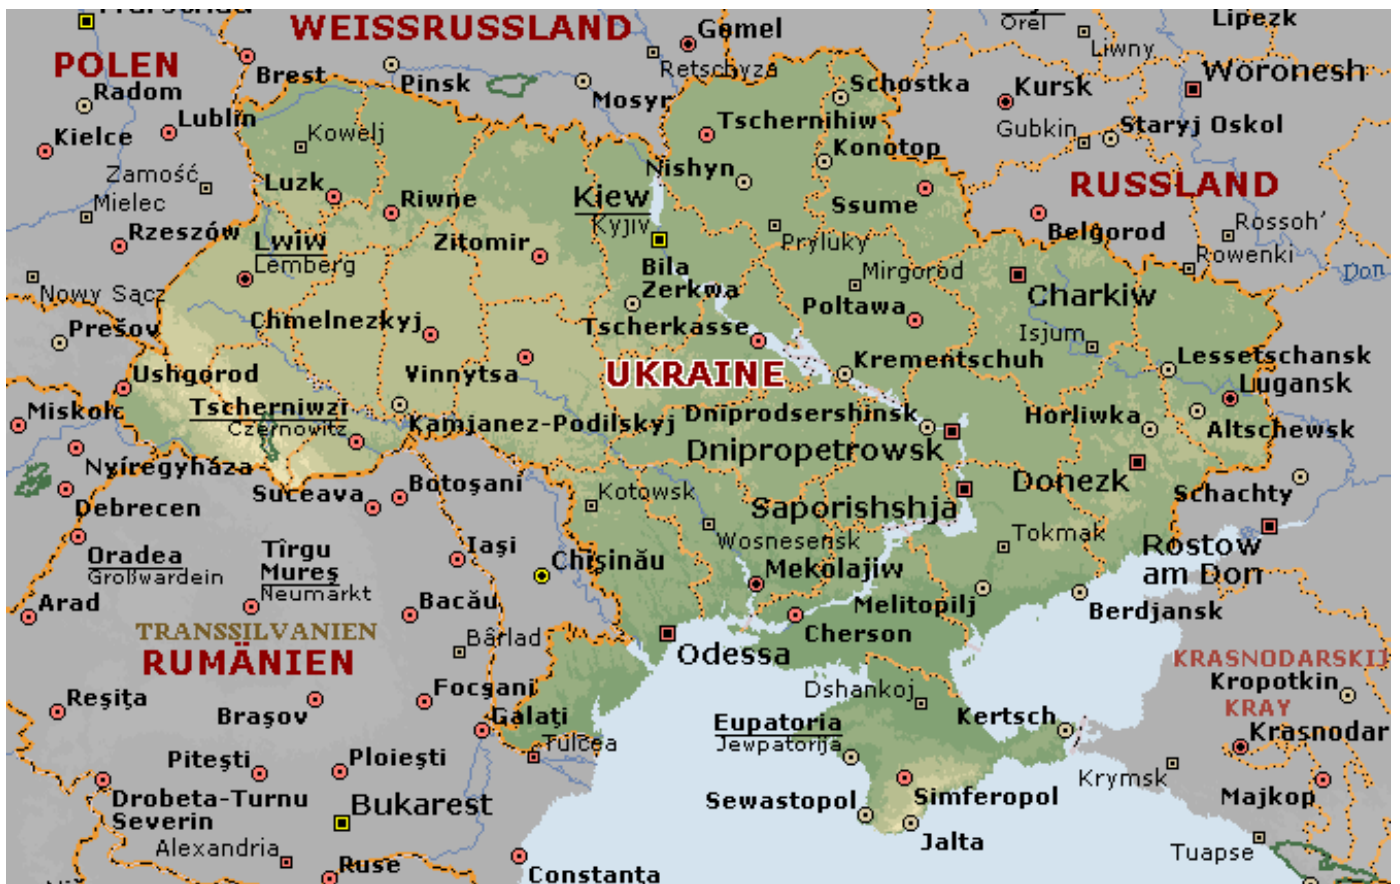 WEISSRUSSLAND
Gomel
Orel
Lipezk
Liwny
POLEN
Brest
Pinsk
Retschyza
Schostka
Kursk
Woronesh
Radom
Mosyr
Lublin
Kowelj
Tschernihiw
Gubkin
Staryj Oskol
Kielce
Konotop
Zamość
Luzk
Nishyn
Mielec
Riwne
Kiew
Kyjiv
Ssume
RUSSLAND
Rzeszów
Lwiw
Lemberg
Zitomir
Pryluky
Belgorod
Rossoh'
Rowenki
Don
Nowy Sącz
Bila
Zerkwa
Mirgorod
Charkiw
Prešov
Chmelnezkyj
Tscherkasse
Poltawa
Isjum
Ushgorod
Vinnytsa
UKRAINE
Krementschuh
Lessetschansk
Lugansk
Miskolc
Tscherniwzi
Czernowitz
Kamjanez-Podilskyj
Dniprodsershinsk
Horliwka
Altschewsk
Nyíregyháza
Dnipropetrowsk
Debrecen
Suceava
Botoşani
Kotowsk
Saporishshja
Donezk
Schachty
Oradea
Großwardein
Tîrgu
Mureş
Neumarkt
Iaşi
Chişinău
Wosnesensk
Tokmak
Rostow
am Don
Arad
Bacău
Mekolajiw
Melitopilj
Berdjansk
TRANSSILVANIEN
RUMÄNIEN
Bârlad
Cherson
Odessa
KRASNODARSKIJ
KRAY
Kropotkin
Reşiţa
Braşov
Focşani
Galaţi
Dshankoj
Eupatoria
Jewpatorija
Kertsch
Krasnodar
Piteşti
Ploieşti
Tulcea
Krymsk
Drobeta-Turnu
Severin
Bukarest
Sewastopol
Simferopol
Majkop
Alexandria
Ruse
Jalta
Tuapse
Constanta